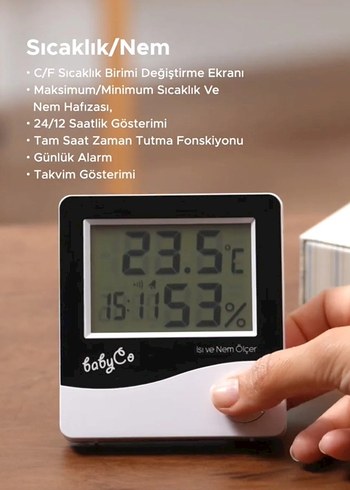 Sıcaklık/Nem
• C/F Sıcaklık Birimi Değiştirme Ekranı
• Maksimum/Minimum Sıcaklık Ve
Nem Hafızası,
• 24/12 Saatlik Gösterimi
• Tam Saat Zaman Tutma Fonskiyonu
• Günlük Alarm
• Takvim Gösterimi
23.5°C
15:11 53%
babyCo
Isı ve Nem Ölçer